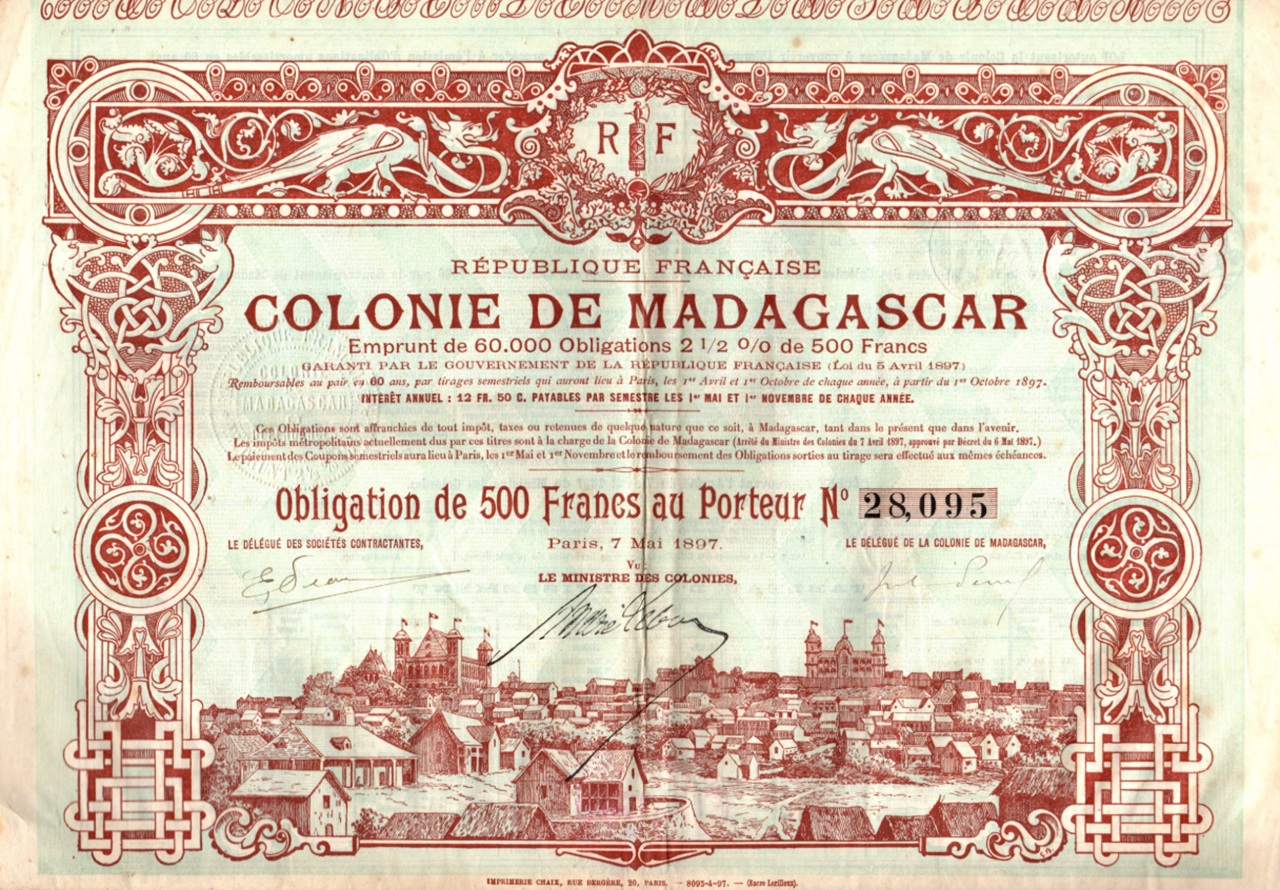 R F
RÉPUBLIQUE FRANÇAISE
COLONIE DE MADAGASCAR
Emprunt de 60.000 Obligations 2 1/2 o/o de 500 Francs
GARANTI PAR LE GOUVERNEMENT DE LA RÉPUBLIQUE FRANÇAISE (Loi du 5 Avril 1897)
Remboursables au pair en 60 ans, par tirages semestriels qui auront lieu à Paris, les 1er Avril et 1er Octobre de chaque année, à partir du 1er Octobre 1897.
INTÉRÊT ANNUEL : 12 FR. 50 C. PAYABLES PAR SEMESTRE LES 1er MAI ET 1er NOVEMBRE DE CHAQUE ANNÉE.
Ces Obligations sont affranchies de tout impôt, taxes ou retenues de quelque nature que ce soit, à Madagascar, tant dans le présent que dans l'avenir.
Les impôts métropolitains actuellement dus par ces titres sont à la charge de la Colonie de Madagascar (Arrêté du Ministre des Colonies du 7 Avril 1897, approuvé par Décret du 6 Mai 1897.)
Le paiement des Coupons semestriels aura lieu à Paris, les 1er Mai et 1er Novembre et le remboursement des Obligations sorties au tirage sera effectué aux mêmes échéances.
COLONIE
MADAGASCAR
Obligation de 500 Francs au Porteur No 28,095
LE DÉLÉGUÉ DES SOCIÉTÉS CONTRACTANTES,
Paris, 7 Mai 1897.
LE DÉLÉGUÉ DE LA COLONIE DE MADAGASCAR,
Vu:
LE MINISTRE DES COLONIES,
André Lebon
IMPRIMERIE CHAIX, RUE BERGÈRE, 20, PARIS. — 8095-4-97. — (Encre Lorilleux).